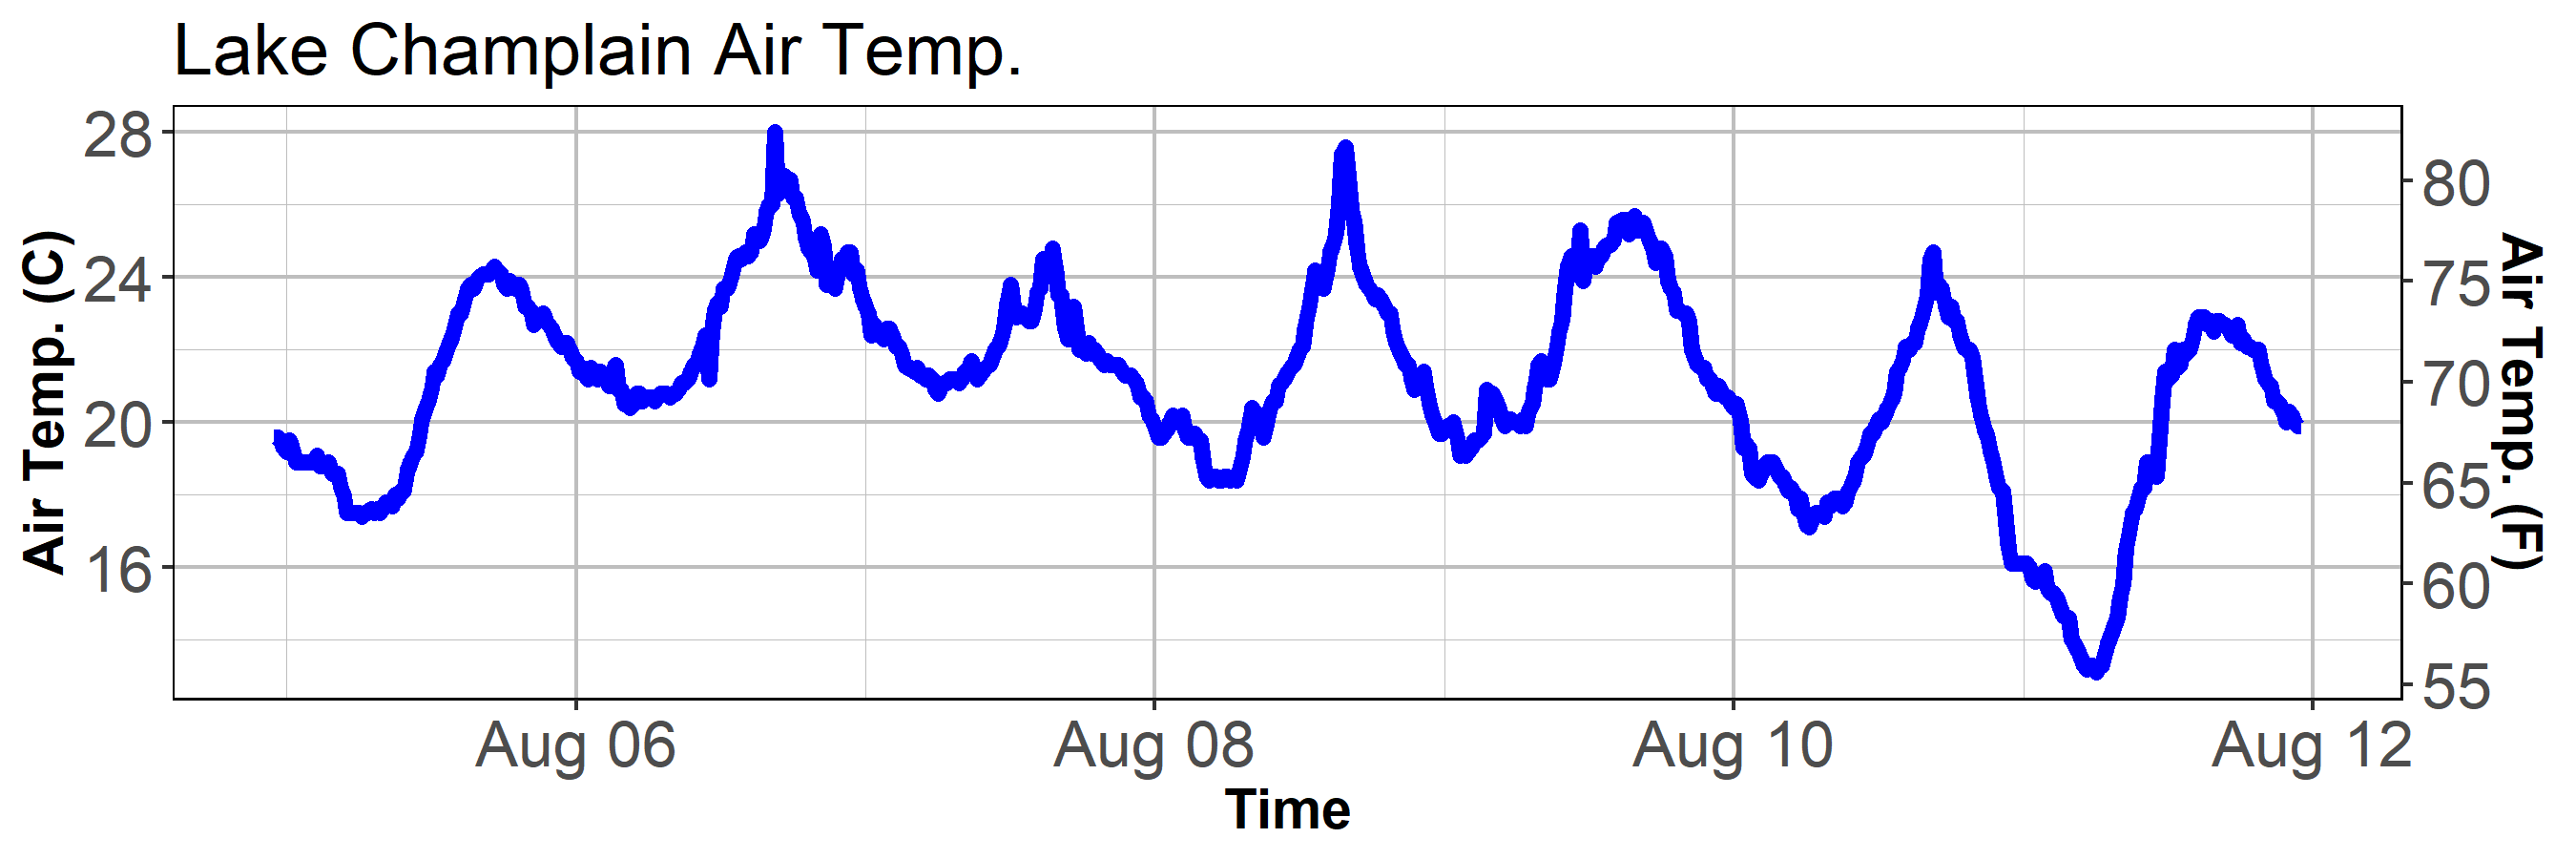 Lake Champlain Air Temp.
28
24
20
16
Air Temp. (C)
80
75
70
65
60
55
Air Temp. (F)
Aug 06
Aug 08
Aug 10
Aug 12
Time